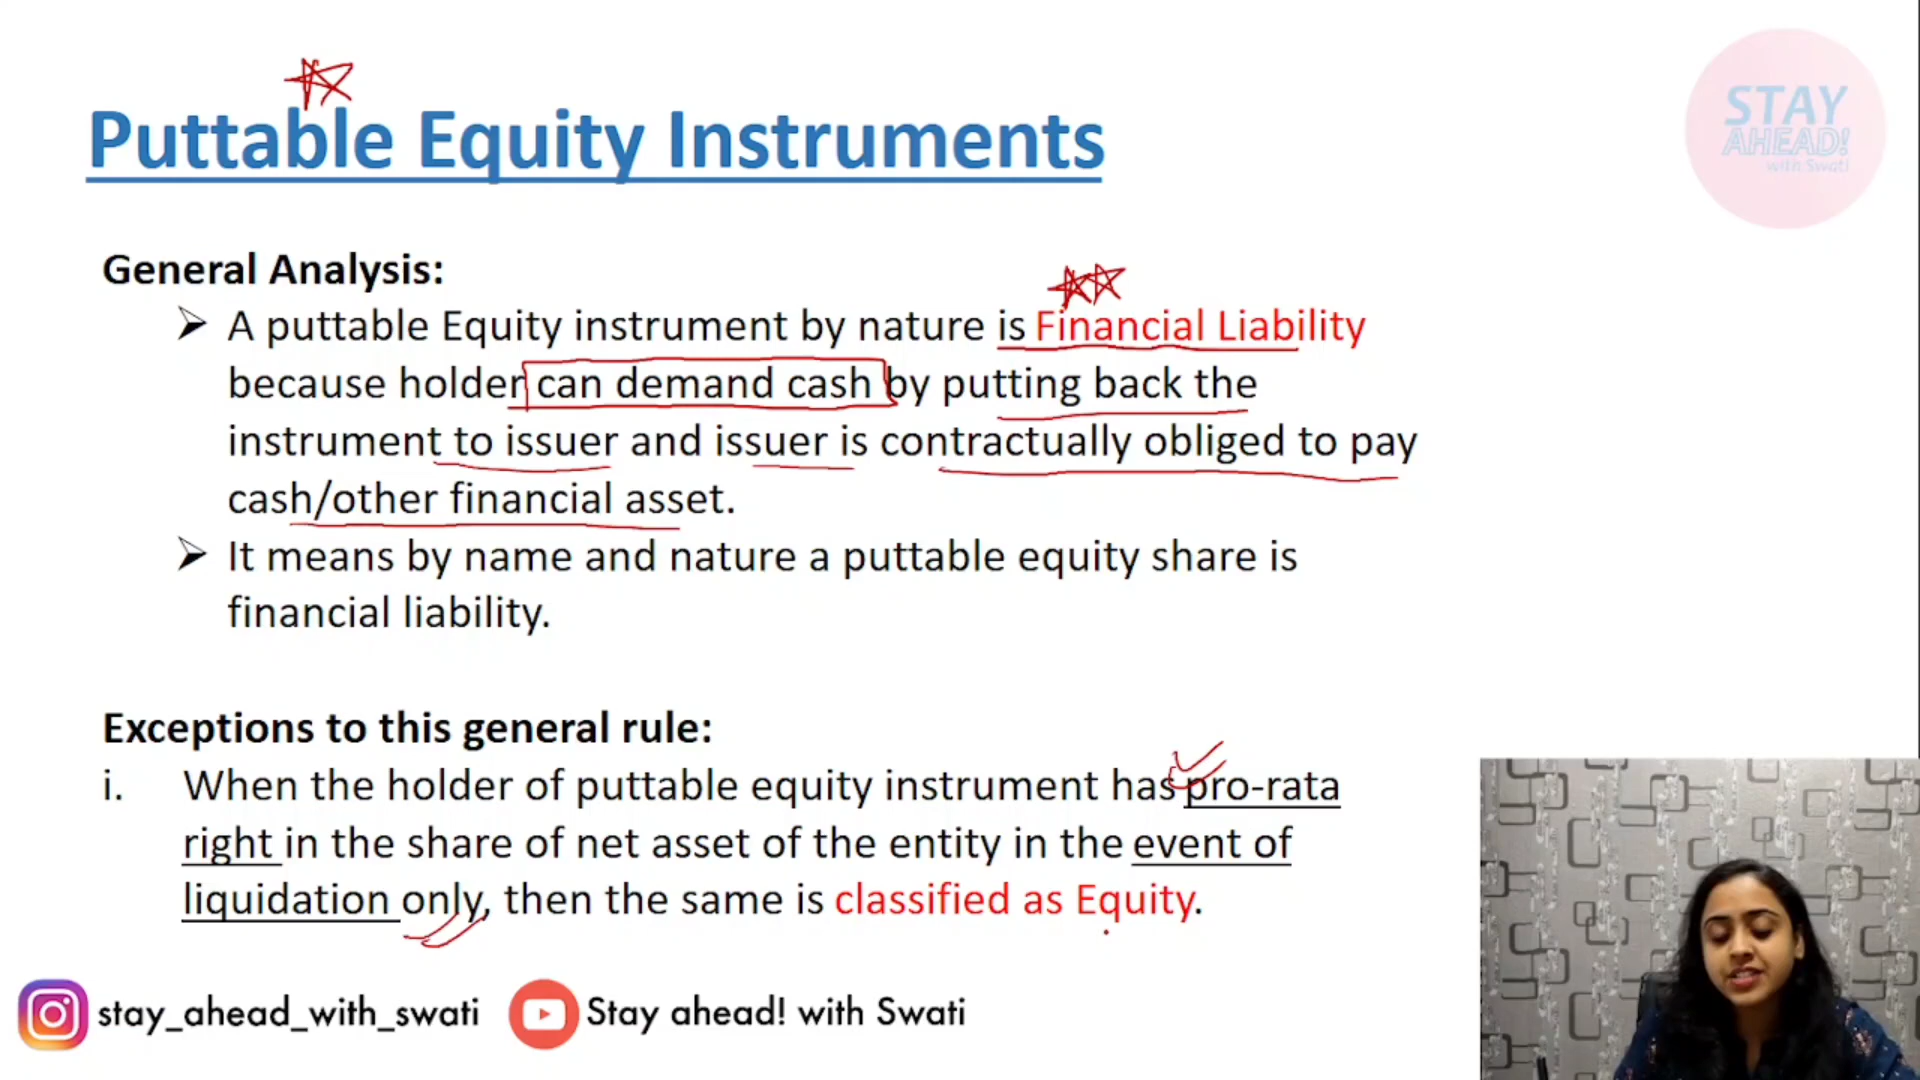 Puttable Equity Instruments
STAY
AHEAD!
with Swati
General Analysis:
➤ A puttable Equity instrument by nature is Financial Liability
because holder can demand cash by putting back the
instrument to issuer and issuer is contractually obliged to pay
cash/other financial asset.
➤ It means by name and nature a puttable equity share is
financial liability.
Exceptions to this general rule:
i. When the holder of puttable equity instrument has pro-rata
right in the share of net asset of the entity in the event of
liquidation only, then the same is classified as Equity.
stay_ahead_with_swati Stay ahead! with Swati